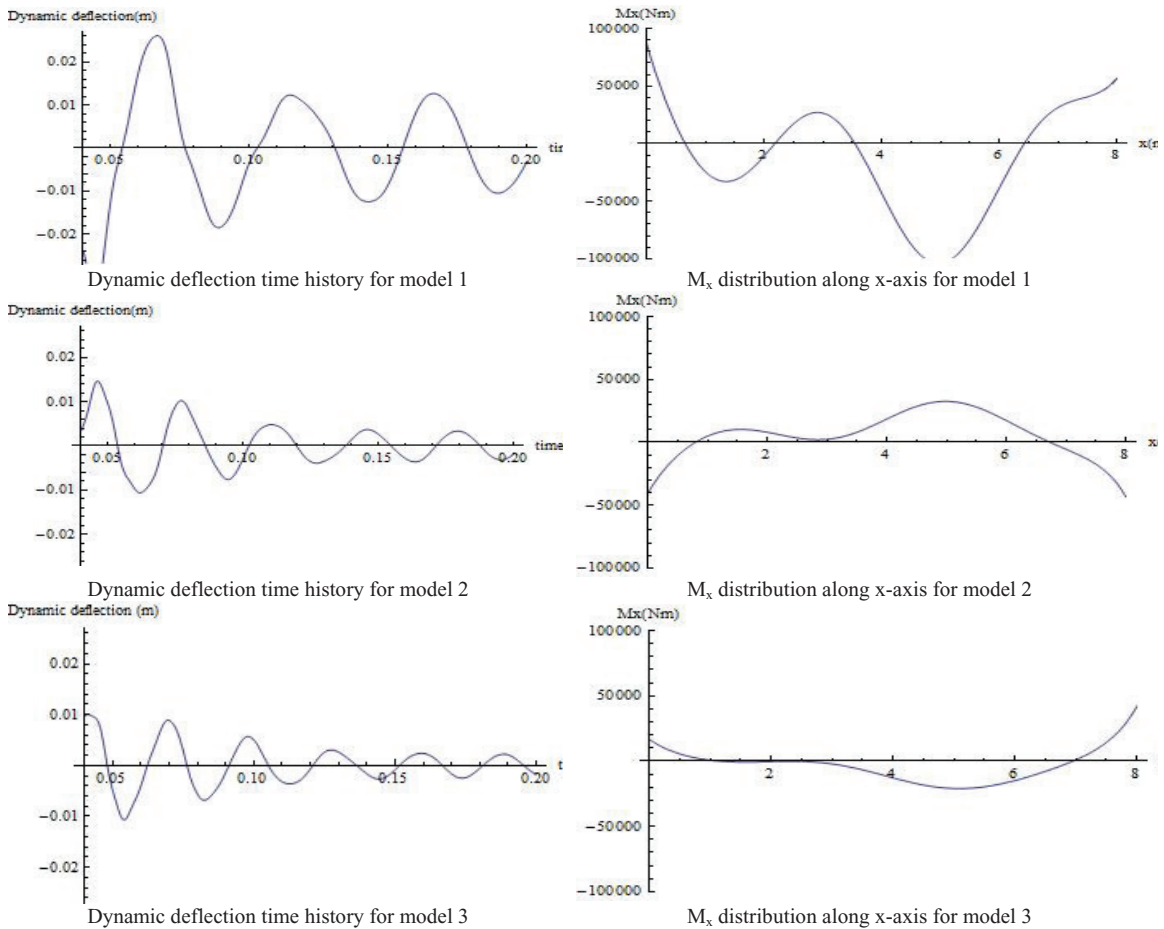 Dynamic deflection(m)
0.02
0.01
−0.01
−0.02
0.05
0.10
0.15
0.20
tir
Dynamic deflection time history for model 1
Mx(Nm)
100000
50000
−50000
−100000
2
4
6
8
x(n
Mx distribution along x-axis for model 1
Dynamic deflection(m)
0.02
0.01
−0.01
−0.02
0.05
0.10
0.15
0.20
time
Dynamic deflection time history for model 2
Mx(Nm)
100000
50000
−50000
−100000
2
4
6
8
x(
Mx distribution along x-axis for model 2
Dynamic deflection (m)
0.02
0.01
−0.01
−0.02
0.05
0.10
0.15
0.20
t
Dynamic deflection time history for model 3
Mx(Nm)
100000
50000
−50000
−100000
2
4
6
8
Mx distribution along x-axis for model 3